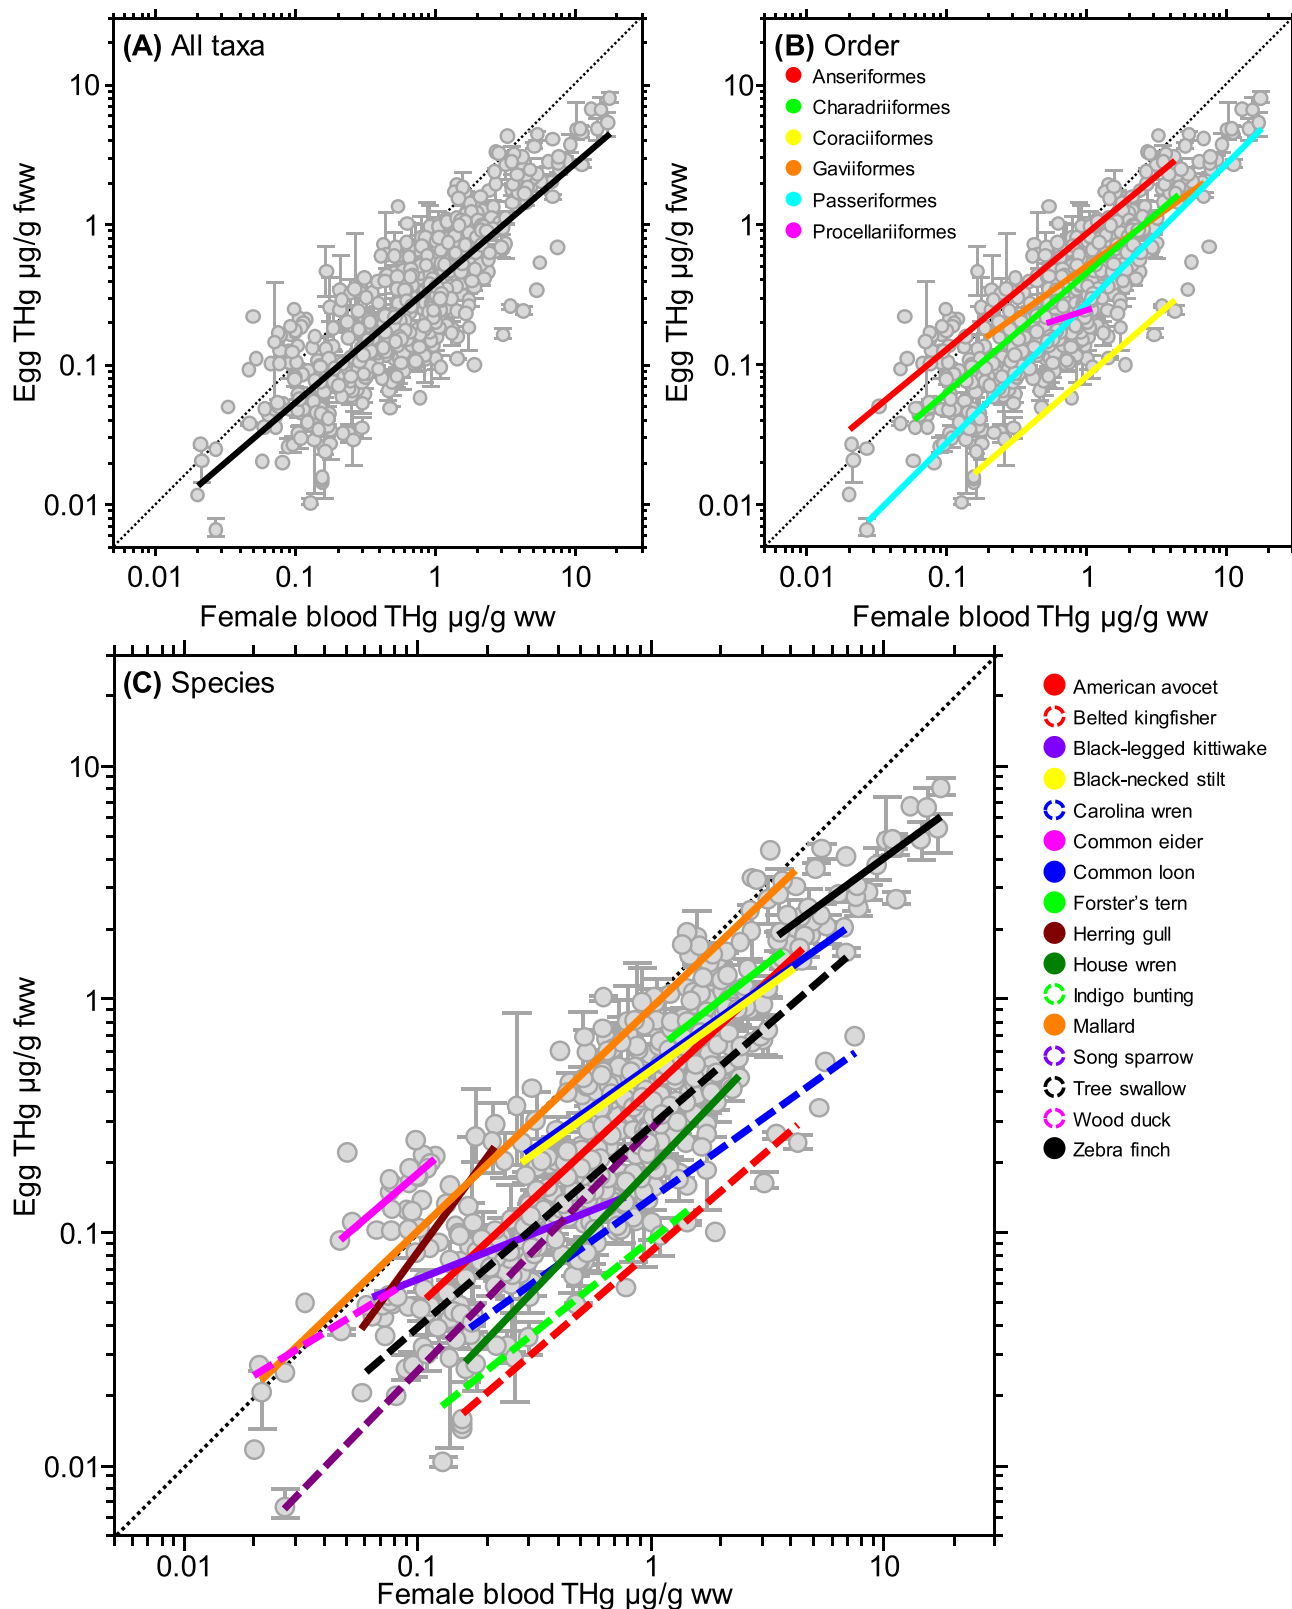 (A) All taxa
10
1
0.1
0.01
Egg THg µg/g fww
0.01 0.1 1 10
Female blood THg µg/g ww
(B) Order
Anseriformes
Charadriiformes
Coraciiformes
Gaviiformes
Passeriformes
Procellariiformes
10
1
0.1
0.01
Egg THg µg/g fww
0.01 0.1 1 10
Female blood THg µg/g ww
(C) Species
10
1
0.1
0.01
Egg THg µg/g fww
0.01 0.1 1 10
Female blood THg µg/g ww
American avocet
Belted kingfisher
Black-legged kittiwake
Black-necked stilt
Carolina wren
Common eider
Common loon
Forster’s tern
Herring gull
House wren
Indigo bunting
Mallard
Song sparrow
Tree swallow
Wood duck
Zebra finch